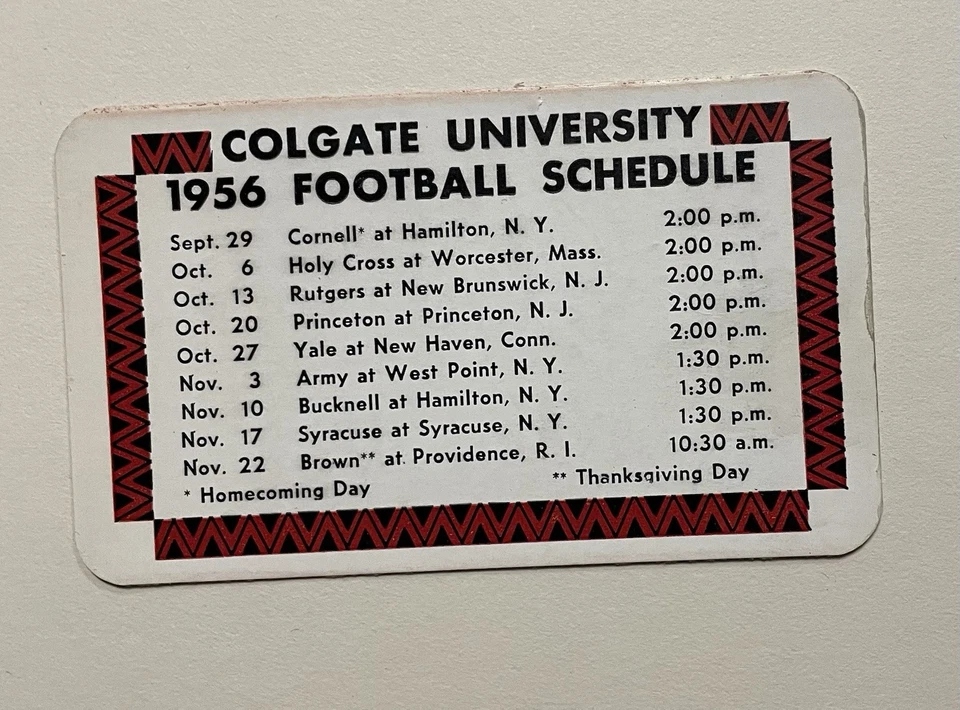 COLGATE UNIVERSITY
1956 FOOTBALL SCHEDULE
Sept. 29 Cornell* at Hamilton, N. Y. 2:00 p.m.
Oct. 6 Holy Cross at Worcester, Mass. 2:00 p.m.
Oct. 13 Rutgers at New Brunswick, N. J. 2:00 p.m.
Oct. 20 Princeton at Princeton, N. J. 2:00 p.m.
Oct. 27 Yale at New Haven, Conn. 2:00 p.m.
Nov. 3 Army at West Point, N. Y. 1:30 p.m.
Nov. 10 Bucknell at Hamilton, N. Y. 1:30 p.m.
Nov. 17 Syracuse at Syracuse, N. Y. 1:30 p.m.
Nov. 22 Brown** at Providence, R. I. 10:30 a.m.
* Homecoming Day ** Thanksgiving Day